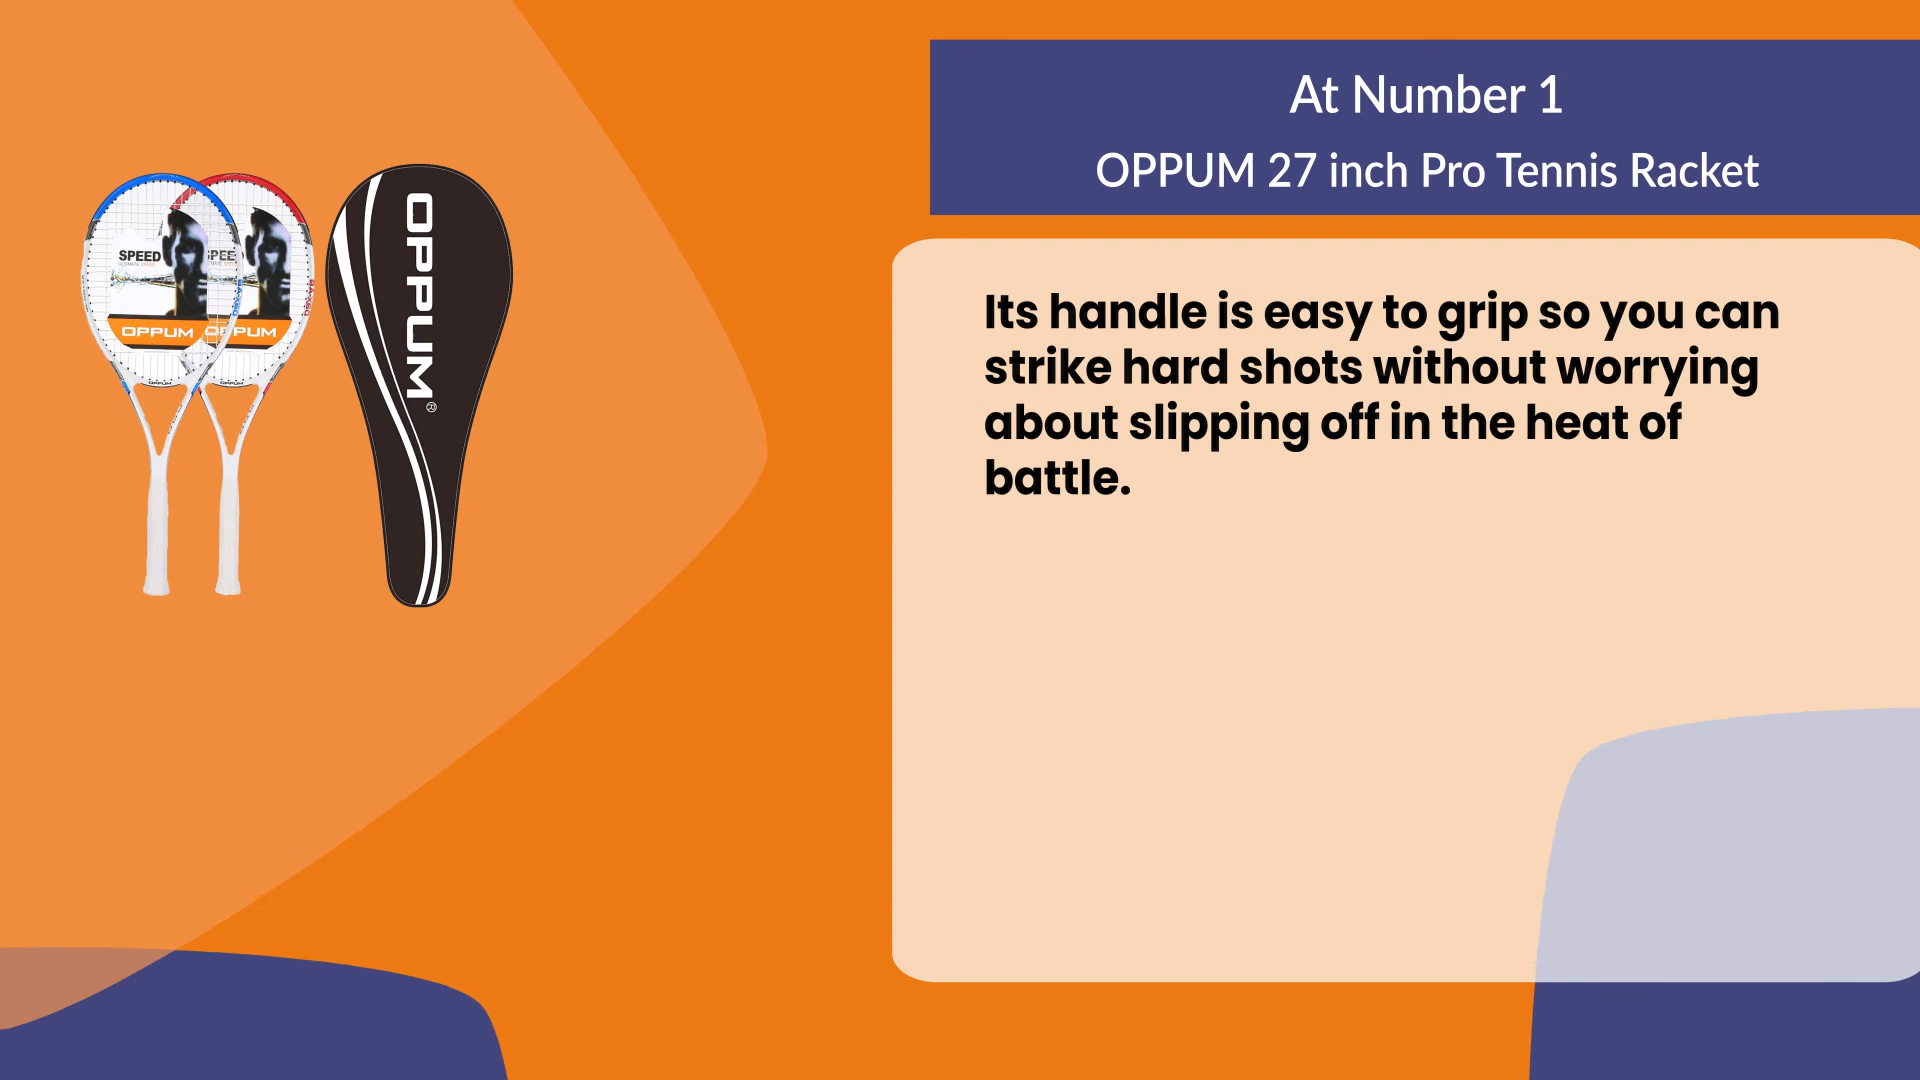 At Number 1
OPPUM 27 inch Pro Tennis Racket
Its handle is easy to grip so you can
strike hard shots without worrying
about slipping off in the heat of
battle.
SPEED
OPPUM
OPPUM
OPPUM®